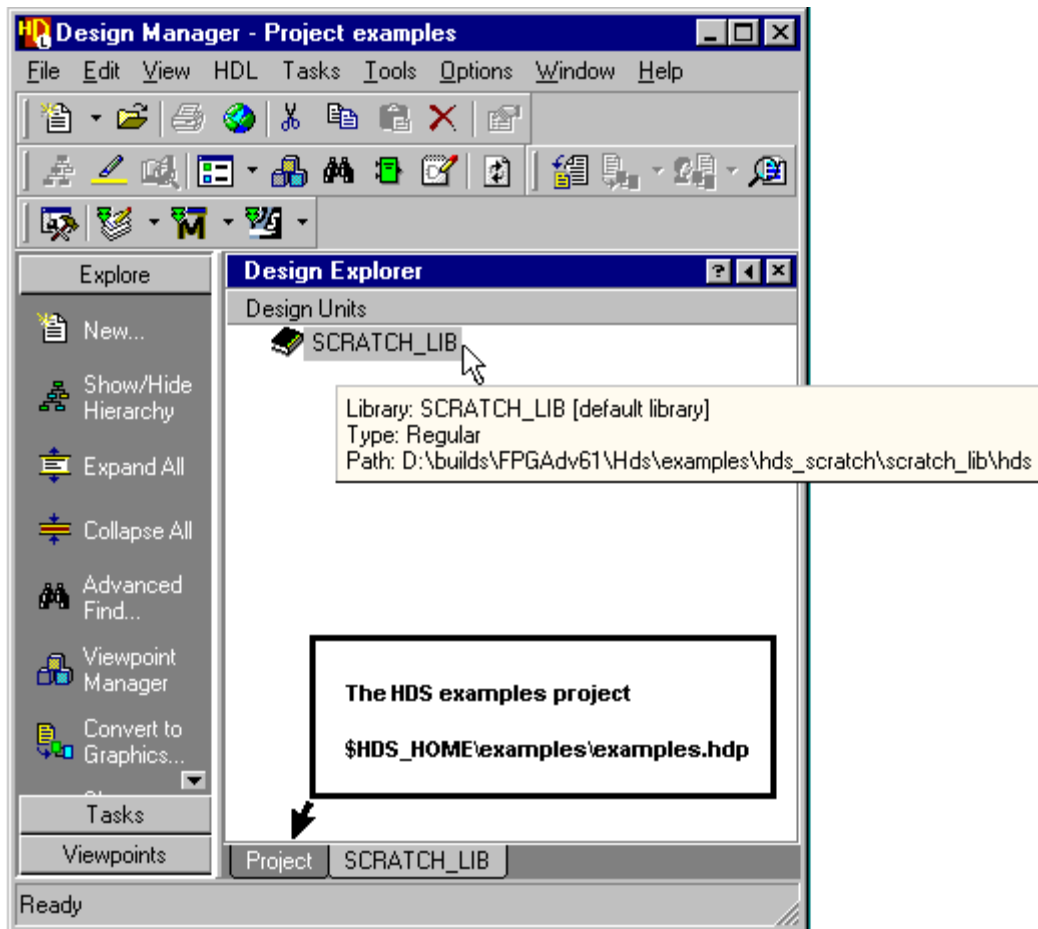 Design Manager - Project examples
File Edit View HDL Tasks Tools Options Window Help
Explore
New...
Show/Hide
Hierarchy
Expand All
Collapse All
Advanced
Find...
Viewpoint
Manager
Convert to
Graphics...
Tasks
Viewpoints
Design Explorer
Design Units
SCRATCH_LIB
Library: SCRATCH_LIB [default library]
Type: Regular
Path: D:\builds\FPGAdv61\Hds\examples\hds_scratch\scratch_lib\hds
The HDS examples project
$HDS_HOME\examples\examples.hdp
Project SCRATCH_LIB
Ready